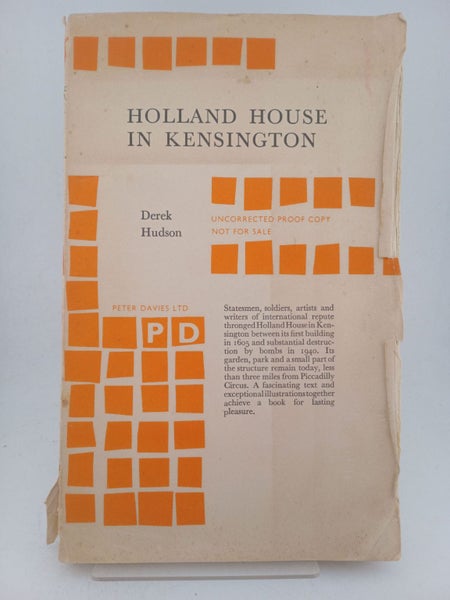 HOLLAND HOUSE
IN KENSINGTON
Derek
Hudson
UNCORRECTED PROOF COPY
NOT FOR SALE
PETER DAVIES LTD
PD
Statesmen, soldiers, artists and
writers of international repute
thronged Holland House in Ken-
sington between its first building
in 1605 and substantial destruc-
tion by bombs in 1940. Its
garden, park and a small part of
the structure remain today, less
than three miles from Piccadilly
Circus. A fascinating text and
exceptional illustrations together
achieve a book for lasting
pleasure.